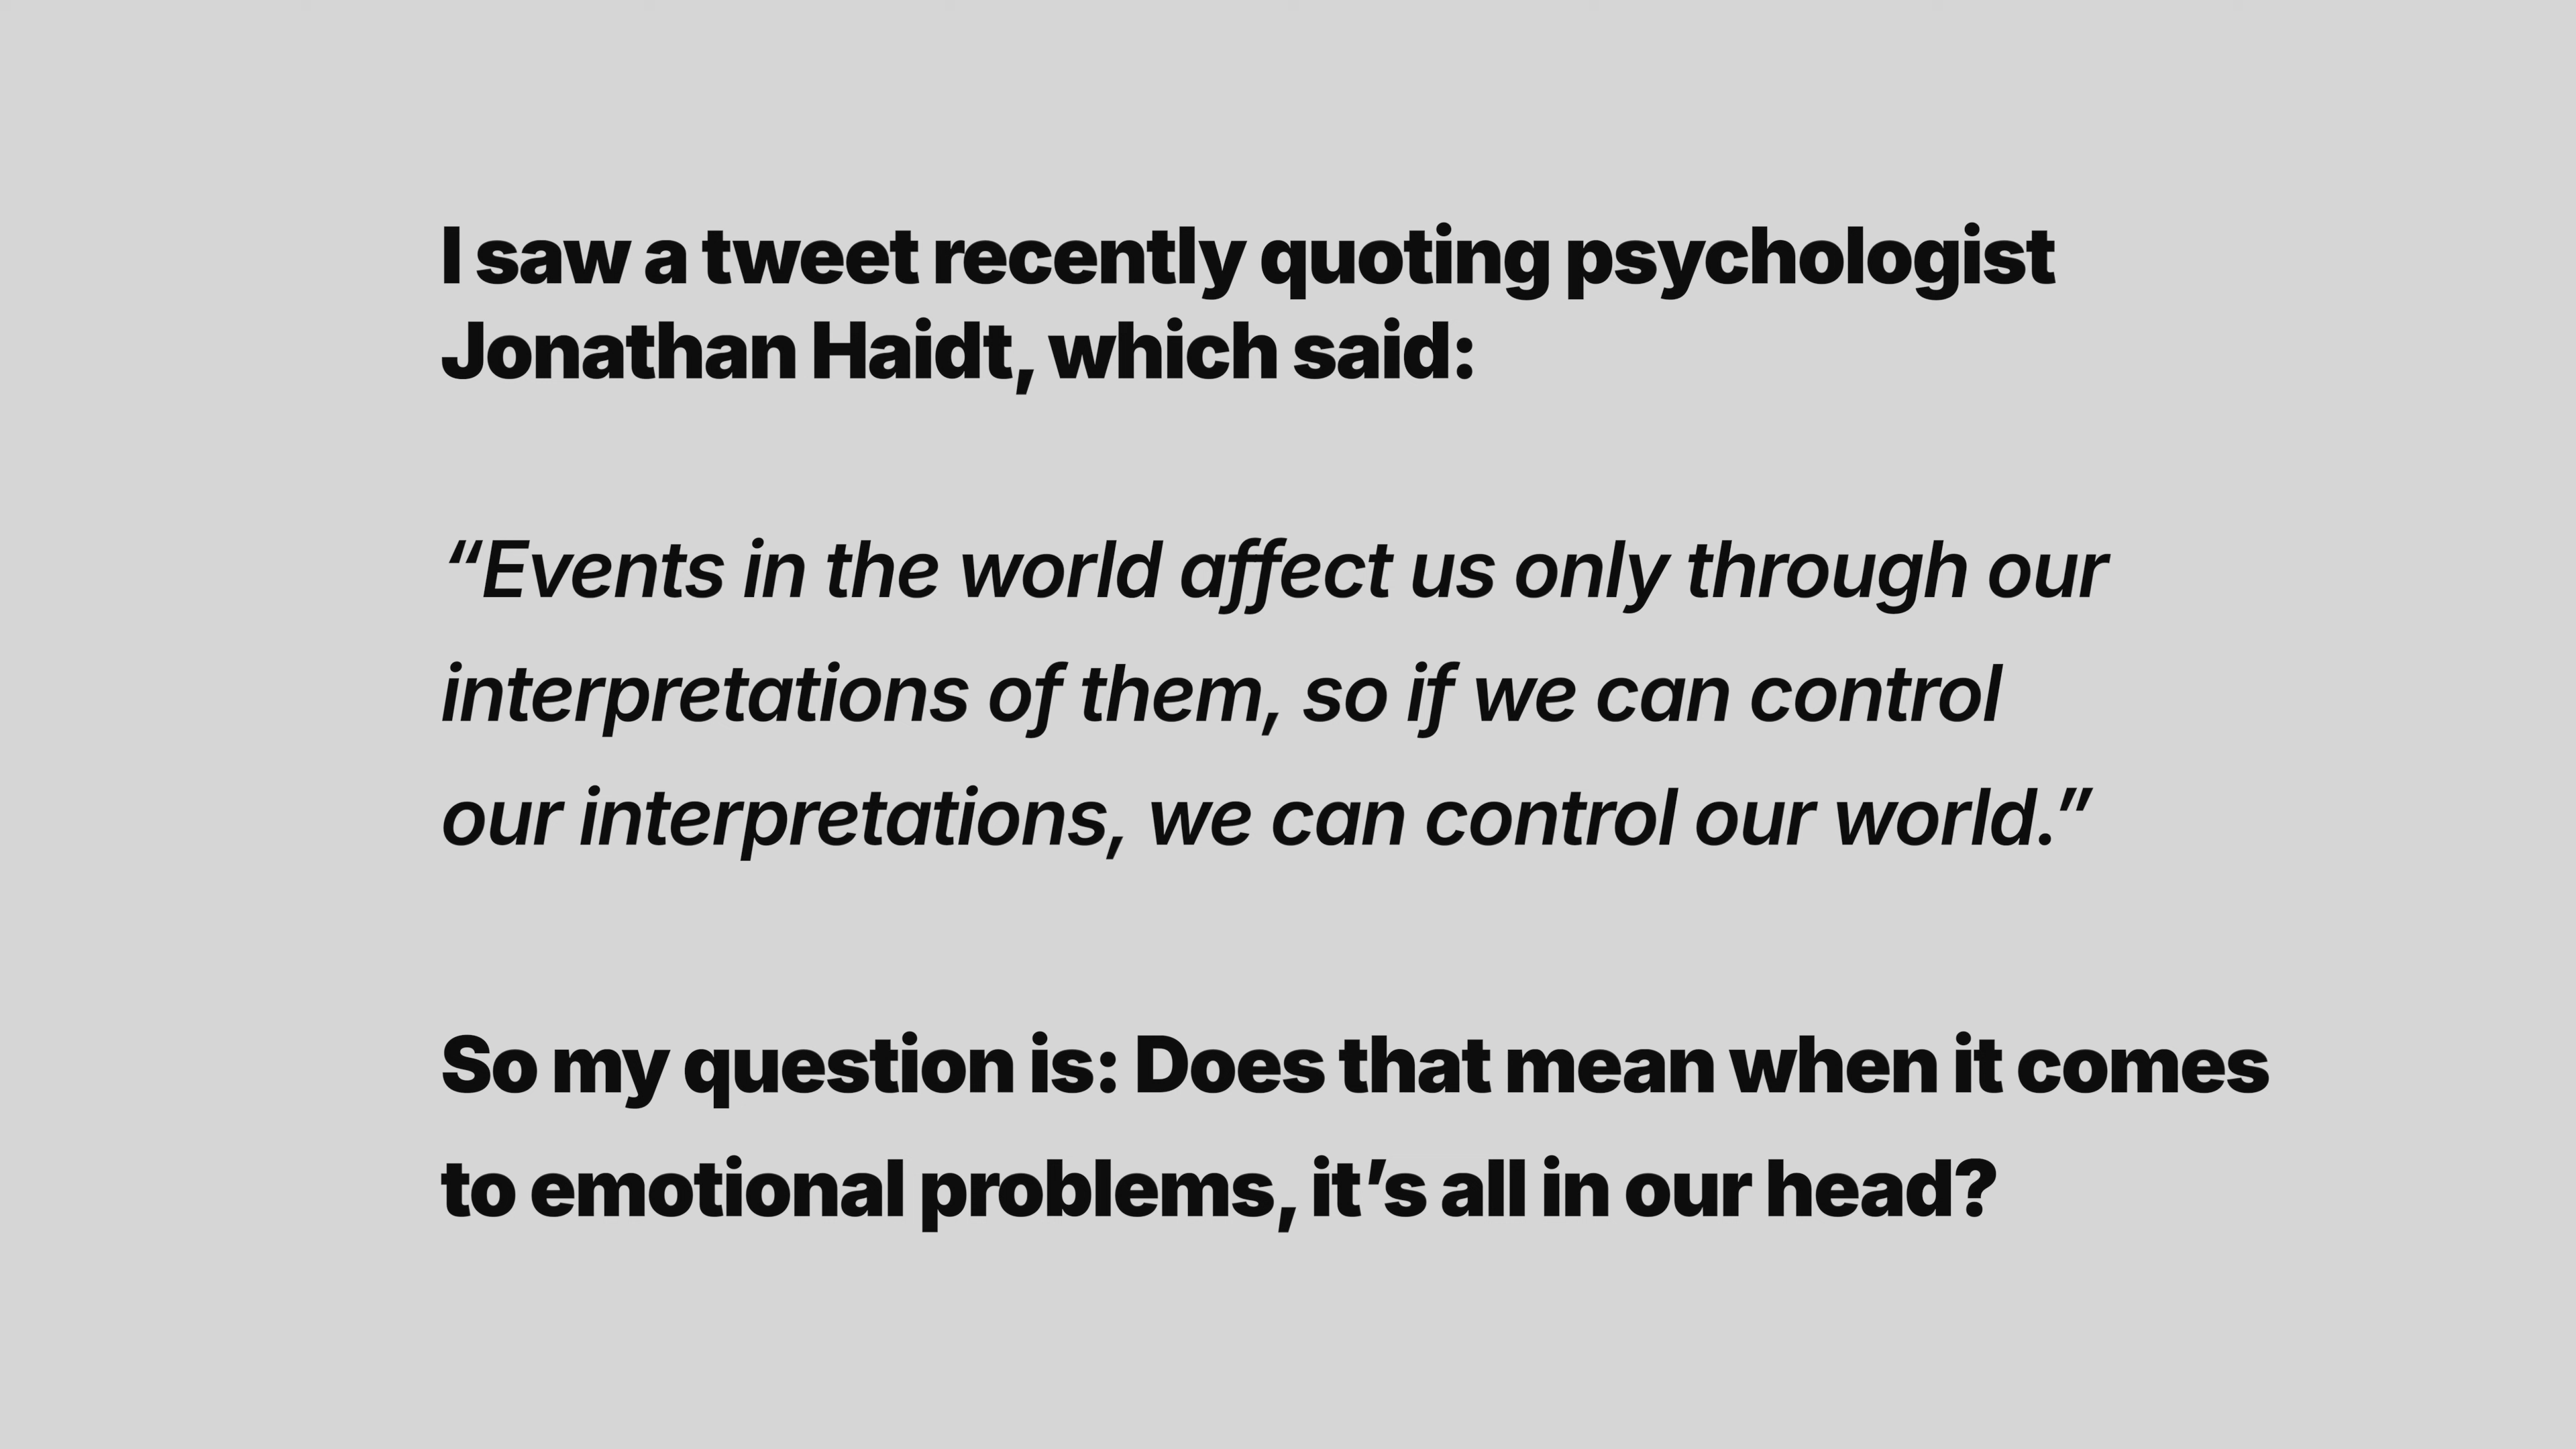 I saw a tweet recently quoting psychologist
Jonathan Haidt, which said:
“Events in the world affect us only through our
interpretations of them, so if we can control
our interpretations, we can control our world.”
So my question is: Does that mean when it comes
to emotional problems, it’s all in our head?